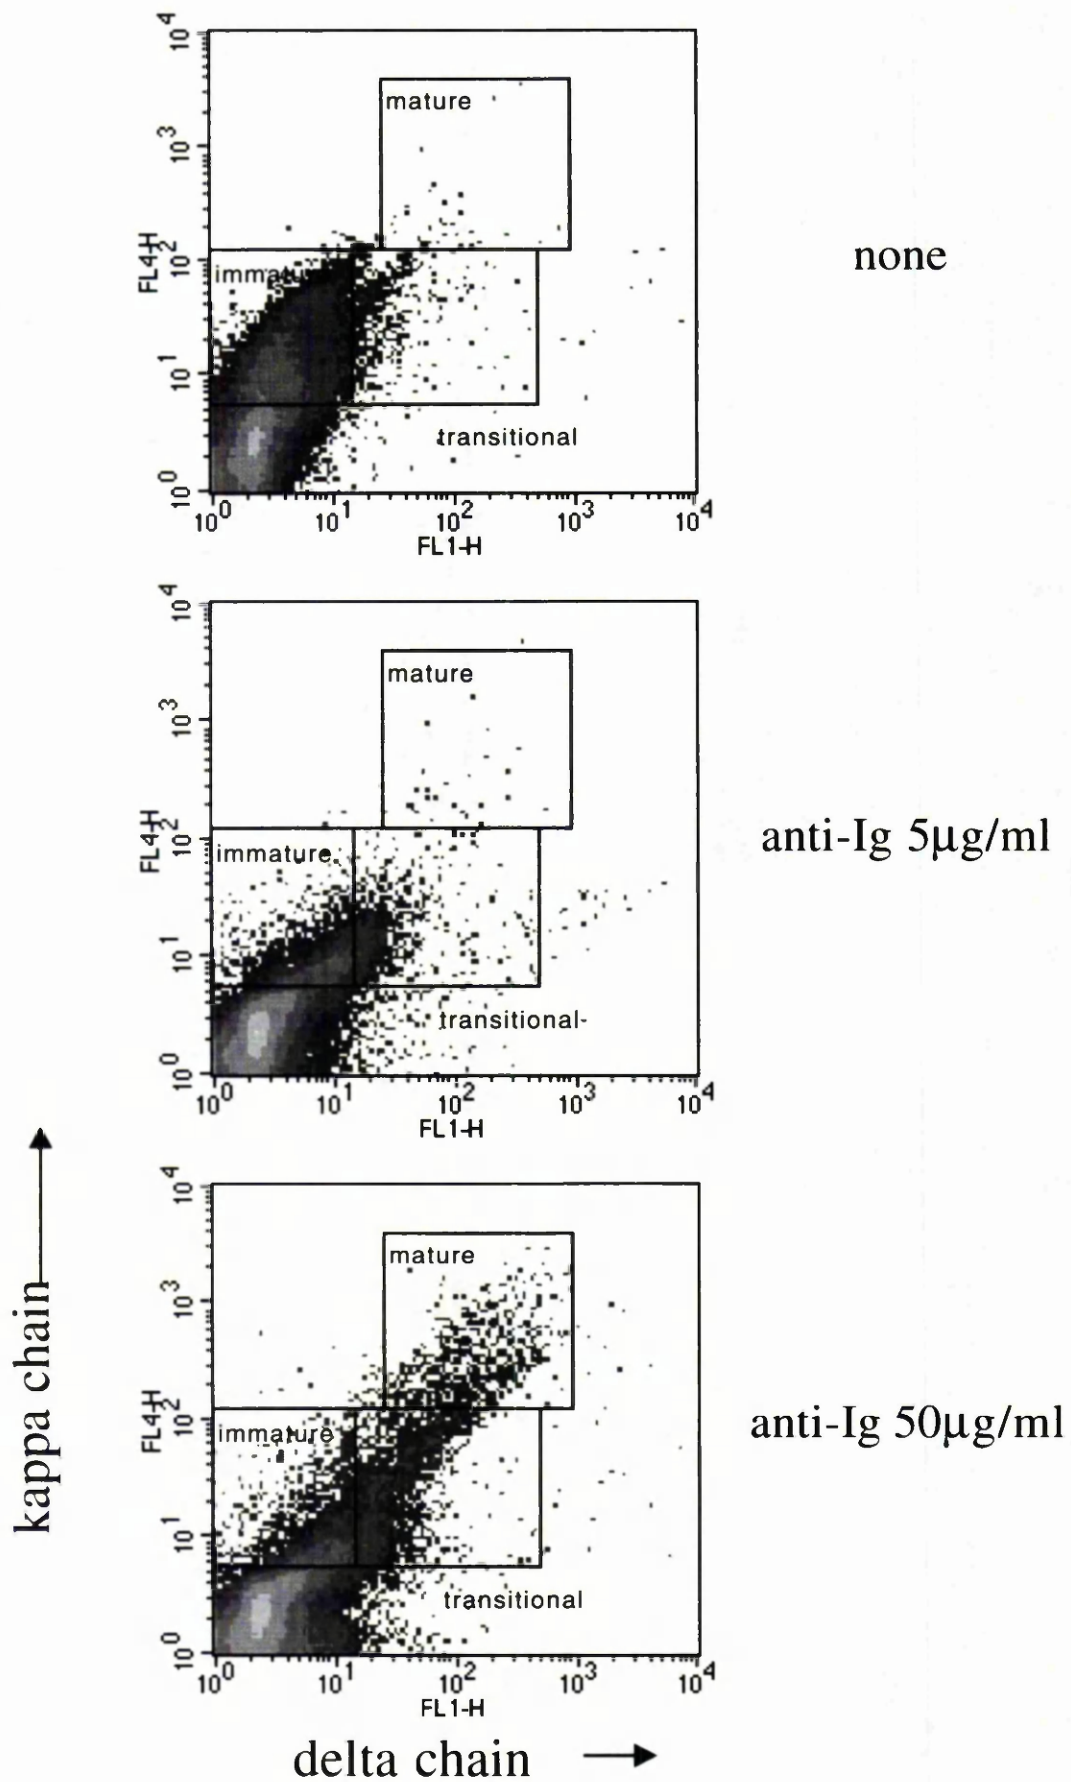 10^4
mature
10^3
none
FL4-H
10^2
immature
10^1
transitional
10^0
10^0 10^1 10^2 10^3 10^4
FL1-H
10^4
mature
10^3
anti-Ig 5µg/ml
FL4-H
10^2
immature
10^1
transitional-
10^0
10^0 10^1 10^2 10^3 10^4
FL1-H
10^4
mature
10^3
kappa chain
anti-Ig 50µg/ml
FL4-H
10^2
immature
10^1
transitional
10^0
10^0 10^1 10^2 10^3 10^4
FL1-H
delta chain